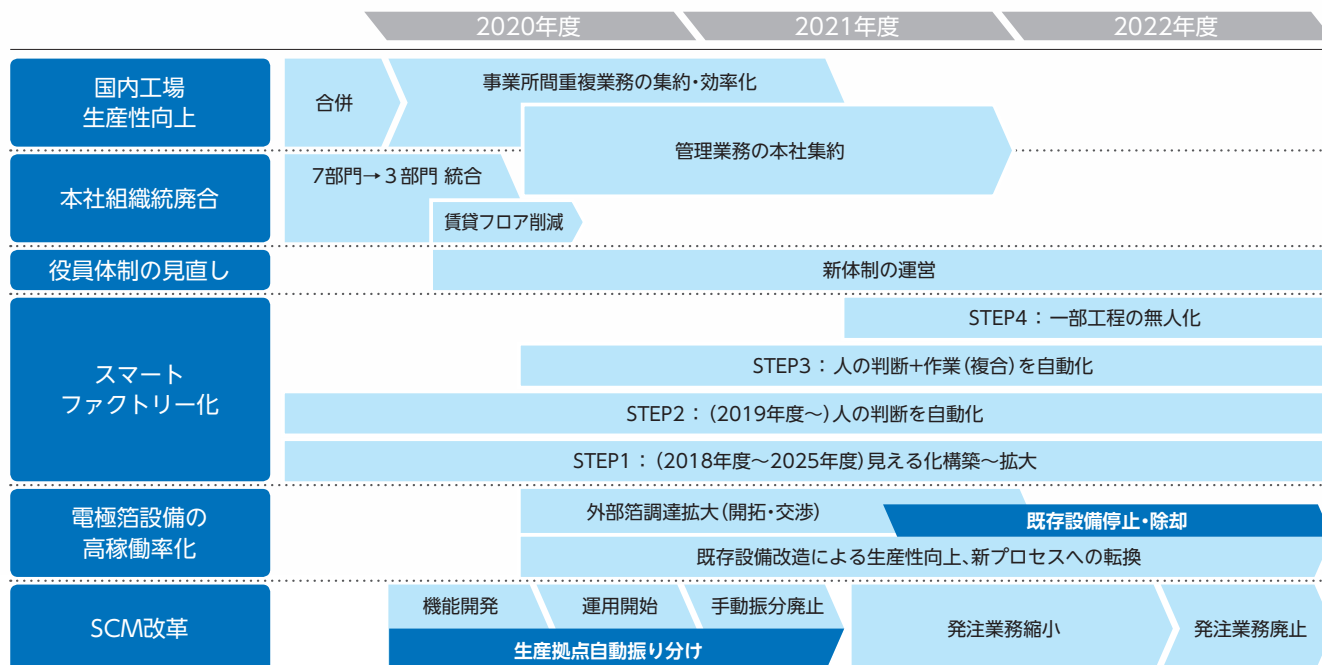 2020年度
2021年度
2022年度
国内工場
生産性向上
合併
事業所間重複業務の集約・効率化
管理業務の本社集約
本社組織統廃合
7部門→3部門 統合
賃貸フロア削減
役員体制の見直し
新体制の運営
スマート
ファクトリー化
STEP4：一部工程の無人化
STEP3：人の判断+作業（複合）を自動化
STEP2：（2019年度～）人の判断を自動化
STEP1：（2018年度～2025年度）見える化構築～拡大
電極箔設備の
高稼働率化
外部箔調達拡大（開拓・交渉）
既存設備停止・除却
既存設備改造による生産性向上、新プロセスへの転換
SCM改革
機能開発
運用開始
手動振分廃止
生産拠点自動振り分け
発注業務縮小
発注業務廃止